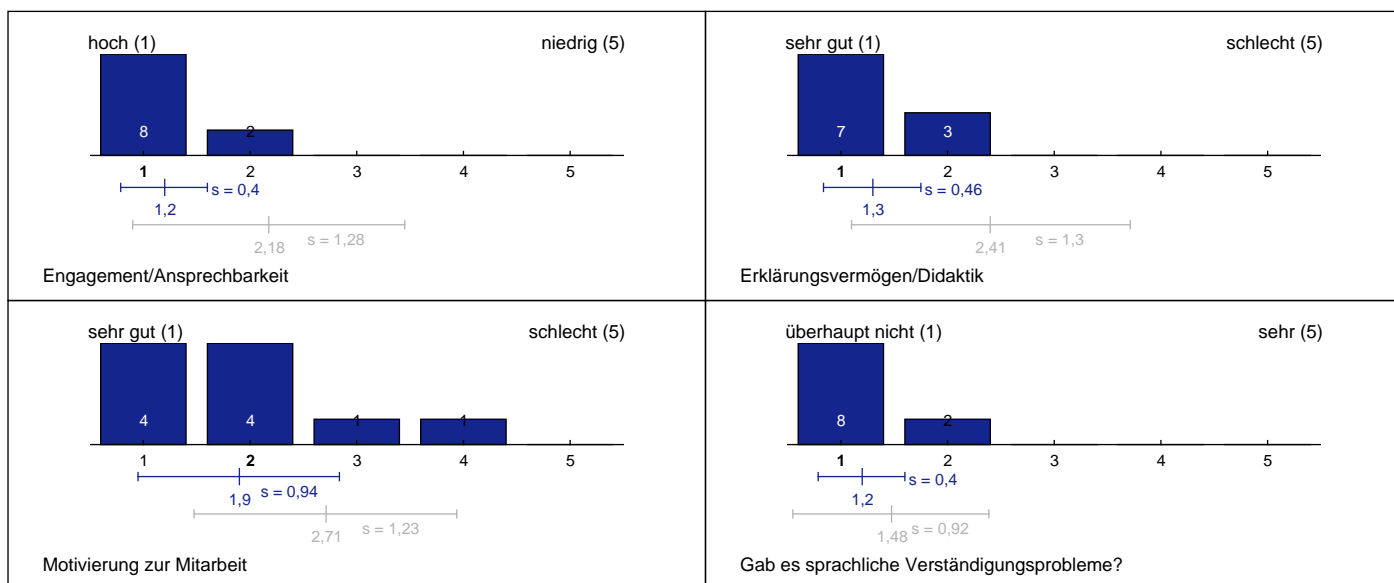 hoch (1) niedrig (5)
8 2
1 2 3 4 5
s = 0,4
1,2
s = 1,28
2,18
Engagement/Ansprechbarkeit
sehr gut (1) schlecht (5)
7 3
1 2 3 4 5
s = 0,46
1,3
s = 1,3
2,41
Erklärungsvermögen/Didaktik
sehr gut (1) schlecht (5)
4 4 1 1
1 2 3 4 5
s = 0,94
1,9
s = 1,23
2,71
Motivierung zur Mitarbeit
überhaupt nicht (1) sehr (5)
8 2
1 2 3 4 5
s = 0,4
1,2
s = 0,92
1,48
Gab es sprachliche Verständigungsprobleme?